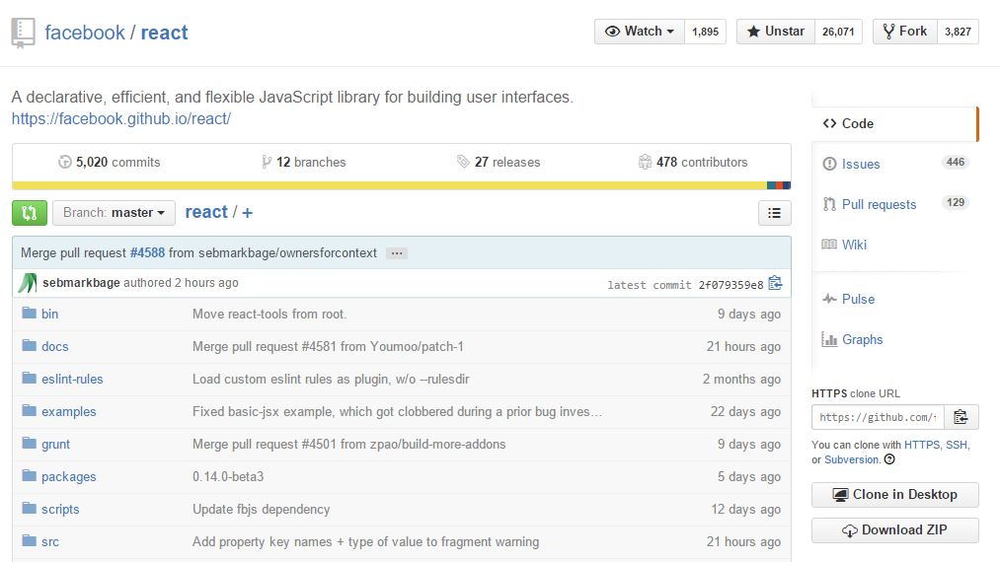 facebook / react
Watch 1,895 Unstar 26,071 Fork 3,827
A declarative, efficient, and flexible JavaScript library for building user interfaces.
https://facebook.github.io/react/
5,020 commits 12 branches 27 releases 478 contributors
Branch: master react / +
Merge pull request #4588 from sebmarkbage/ownersforcontext ...
sebmarkbage authored 2 hours ago latest commit 2f079359e8
bin Move react-tools from root. 9 days ago
docs Merge pull request #4581 from Youmoo/patch-1 21 hours ago
eslint-rules Load custom eslint rules as plugin, w/o --rulesdir 2 months ago
examples Fixed basic-jsx example, which got clobbered during a prior bug inves… 22 days ago
grunt Merge pull request #4501 from zpao/build-more-addons 9 days ago
packages 0.14.0-beta3 5 days ago
scripts Update fbjs dependency 12 days ago
src Add property key names + type of value to fragment warning 21 hours ago
Code
Issues 446
Pull requests 129
Wiki
Pulse
Graphs
HTTPS clone URL
https://github.com/
You can clone with HTTPS, SSH,
or Subversion.
Clone in Desktop
Download ZIP